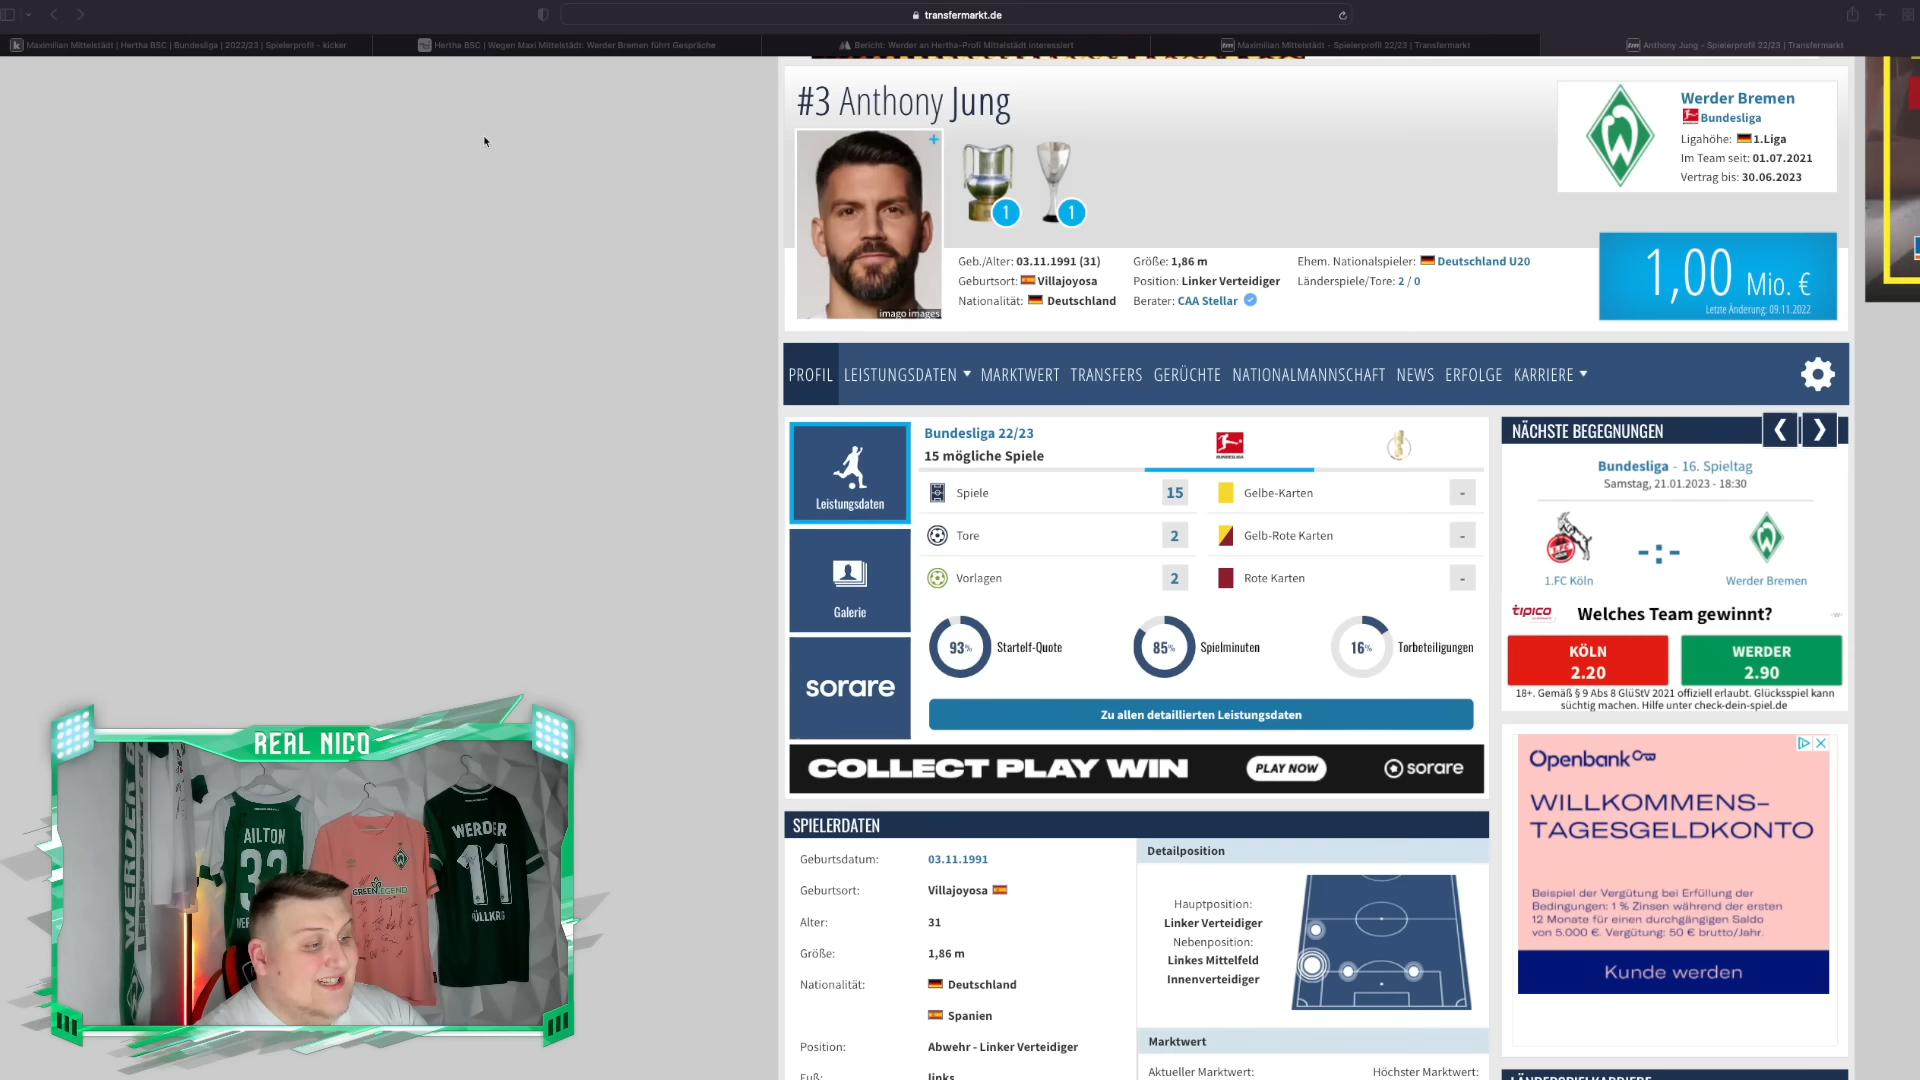 transfermarkt.de
Maximilian Mittelstädt | Hertha BSC | Bundesliga | 2022/23 | Spielerprofil - kicker
Hertha BSC | Wegen Maxi Mittelstädt: Werder Bremen führt Gespräche
Bericht: Werder an Hertha-Profi Mittelstädt interessiert
Maximilian Mittelstädt - Spielerprofil 22/23 | Transfermarkt
Anthony Jung - Spielerprofil 22/23 | Transfermarkt
#3 Anthony Jung
imago images
1
1
Geb./Alter: 03.11.1991 (31)
Geburtsort: Villajoyosa
Nationalität: Deutschland
Größe: 1,86 m
Position: Linker Verteidiger
Berater: CAA Stellar
Ehem. Nationalspieler: Deutschland U20
Länderspiele/Tore: 2 / 0
Werder Bremen
Bundesliga
Ligahöhe: 1.Liga
Im Team seit: 01.07.2021
Vertrag bis: 30.06.2023
1,00 Mio. €
Letzte Änderung: 09.11.2022
PROFIL LEISTUNGSDATEN MARKTWERT TRANSFERS GERÜCHTE NATIONALMANNSCHAFT NEWS ERFOLGE KARRIERE
Leistungsdaten
Galerie
sorare
Bundesliga 22/23
15 mögliche Spiele
BUNDESLIGA
Spiele 15
Gelbe-Karten -
Tore 2
Gelb-Rote Karten -
Vorlagen 2
Rote Karten -
93% Startelf-Quote
85% Spielminuten
16% Torbeteiligungen
Zu allen detaillierten Leistungsdaten
COLLECT PLAY WIN
PLAY NOW
sorare
NÄCHSTE BEGEGNUNGEN
Bundesliga - 16. Spieltag
Samstag, 21.01.2023 - 18:30
-:-
1.FC Köln
Werder Bremen
tipico
Welches Team gewinnt?
KÖLN
2.20
WERDER
2.90
18+. Gemäß § 9 Abs 8 GlüStV 2021 offiziell erlaubt. Glücksspiel kann
süchtig machen. Hilfe unter check-dein-spiel.de
Openbank
WILLKOMMENS-
TAGESGELDKONTO
Beispiel der Vergütung bei Erfüllung der
Bedingungen: 1 % Zinsen während der ersten
12 Monate für einen durchgängigen Saldo
von 5.000 €. Vergütung: 50 € brutto/Jahr.
Kunde werden
SPIELERDATEN
Geburtsdatum: 03.11.1991
Geburtsort: Villajoyosa
Alter: 31
Größe: 1,86 m
Nationalität: Deutschland
Spanien
Position: Abwehr - Linker Verteidiger
Fuß: links
Detailposition
Hauptposition:
Linker Verteidiger
Nebenposition:
Linkes Mittelfeld
Innenverteidiger
Marktwert
Aktueller Marktwert:
Höchster Marktwert:
LÄNDERSPIELKARRIERE
REAL NICO
WERDER
AILTON
32
GREEN LEGEND
WERDER
11
FÜLLKRUG